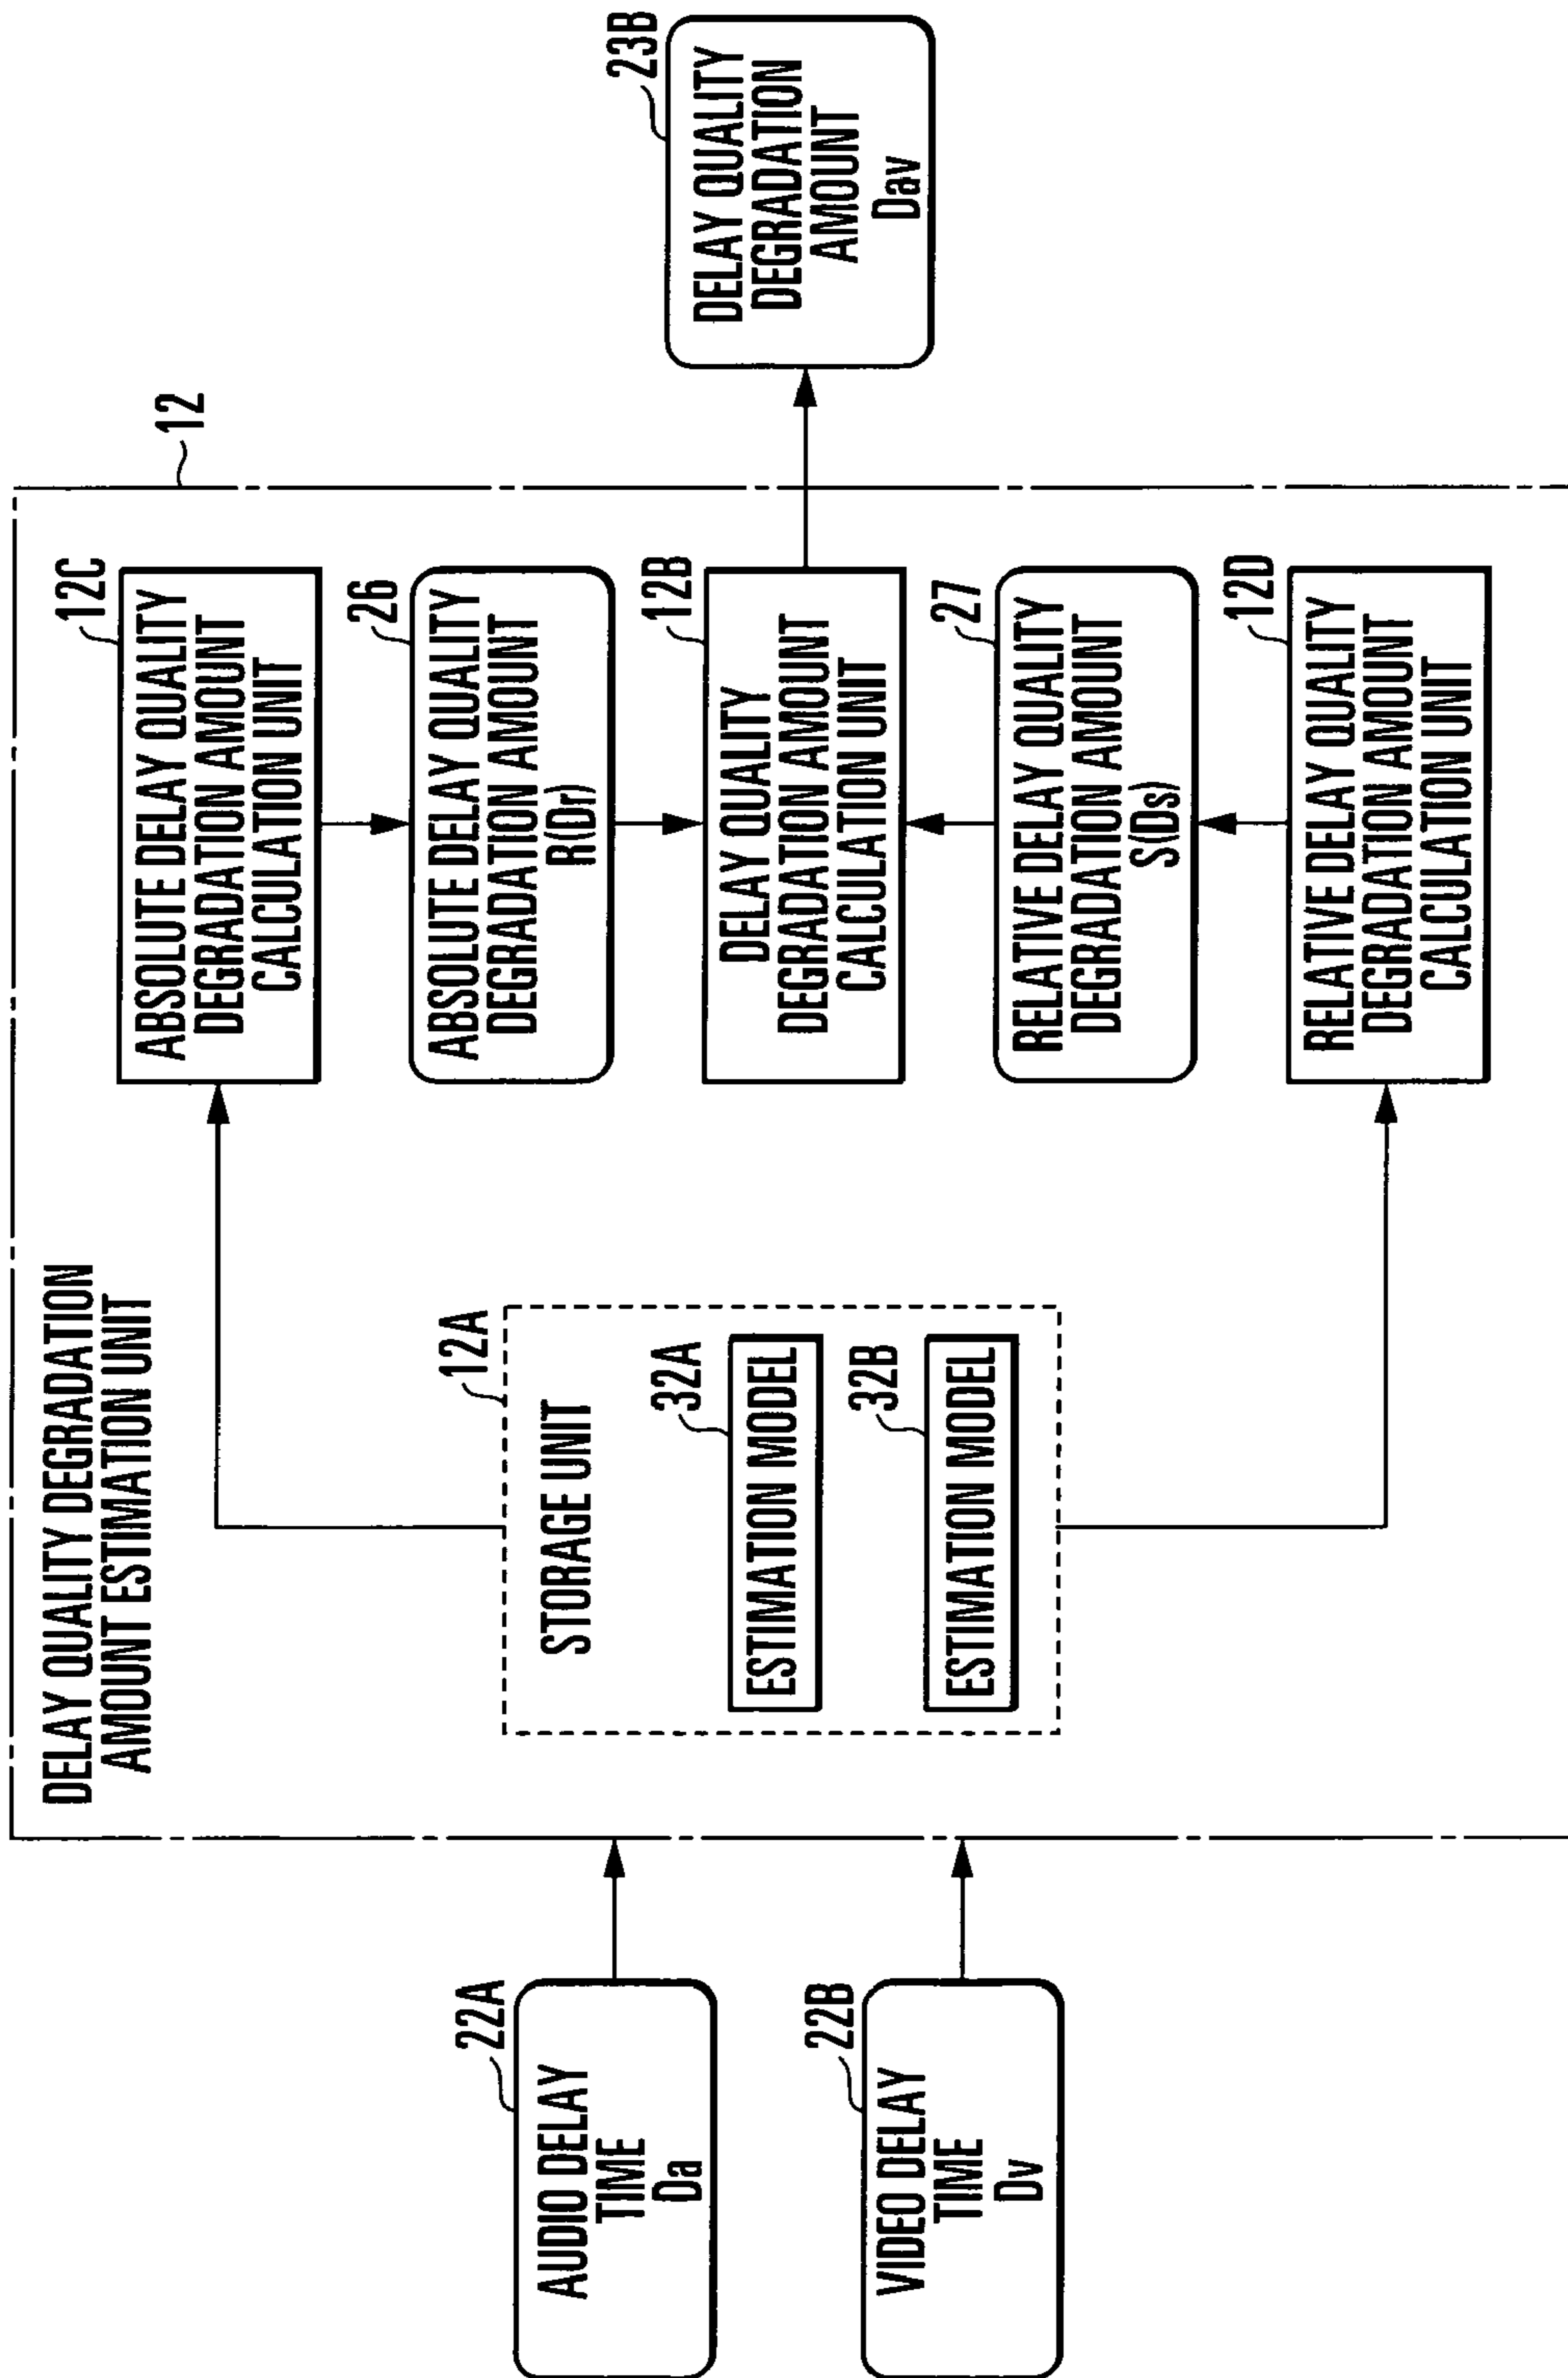 22A
AUDIO DELAY
TIME
Da
22B
VIDEO DELAY
TIME
Dv
DELAY QUALITY DEGRADATION
AMOUNT ESTIMATION UNIT
12
12A
STORAGE UNIT
32A
ESTIMATION MODEL
32B
ESTIMATION MODEL
12C
ABSOLUTE DELAY QUALITY
DEGRADATION AMOUNT
CALCULATION UNIT
26
ABSOLUTE DELAY QUALITY
DEGRADATION AMOUNT
R(Dr)
12B
DELAY QUALITY
DEGRADATION AMOUNT
CALCULATION UNIT
27
RELATIVE DELAY QUALITY
DEGRADATION AMOUNT
S(Ds)
12D
RELATIVE DELAY QUALITY
DEGRADATION AMOUNT
CALCULATION UNIT
23B
DELAY QUALITY
DEGRADATION
AMOUNT
Dav